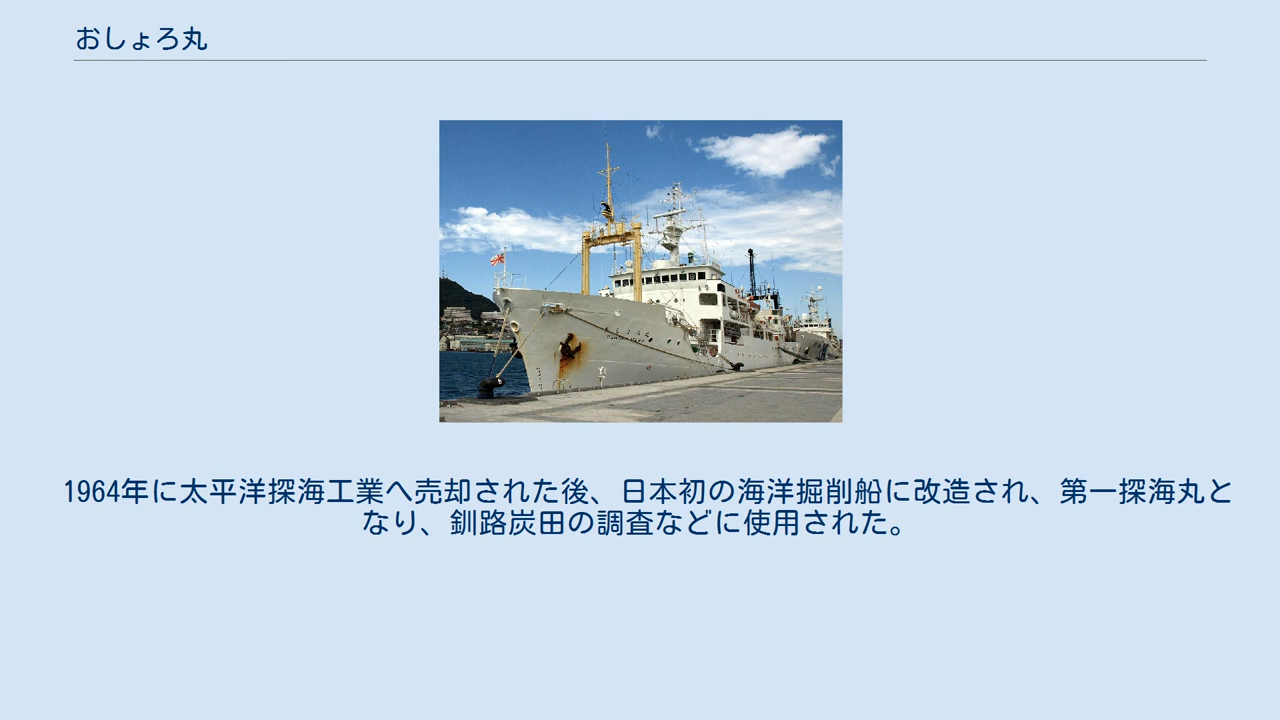 おしょろ丸
1964年に太平洋探海工業へ売却された後、日本初の海洋掘削船に改造され、第一探海丸と
なり、釧路炭田の調査などに使用された。